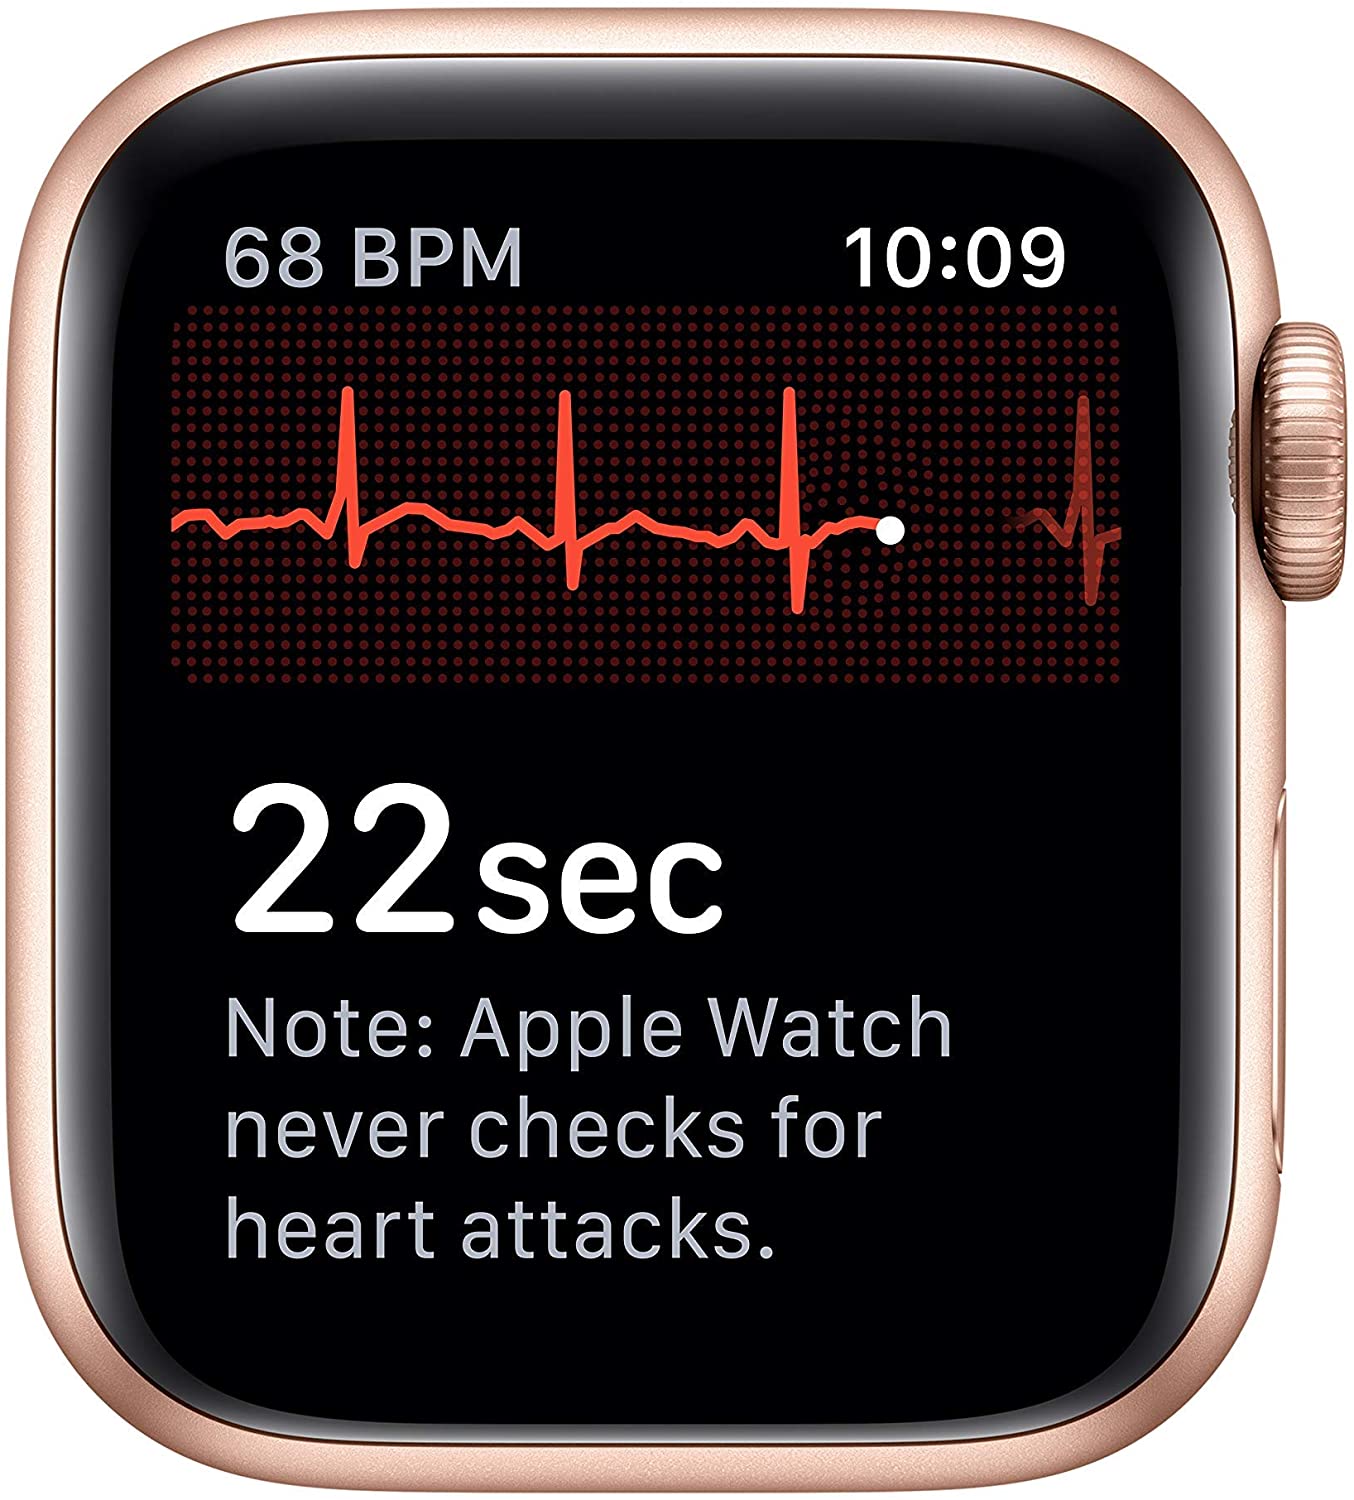 68 BPM 10:09
22sec
Note: Apple Watch
never checks for
heart attacks.